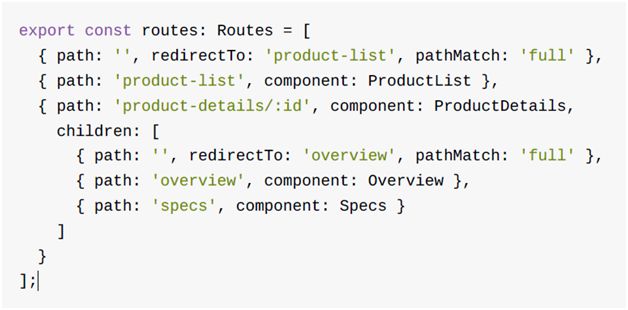 export const routes: Routes = [
  { path: '', redirectTo: 'product-list', pathMatch: 'full' },
  { path: 'product-list', component: ProductList },
  { path: 'product-details/:id', component: ProductDetails,
    children: [
      { path: '', redirectTo: 'overview', pathMatch: 'full' },
      { path: 'overview', component: Overview },
      { path: 'specs', component: Specs }
    ]
  }
];